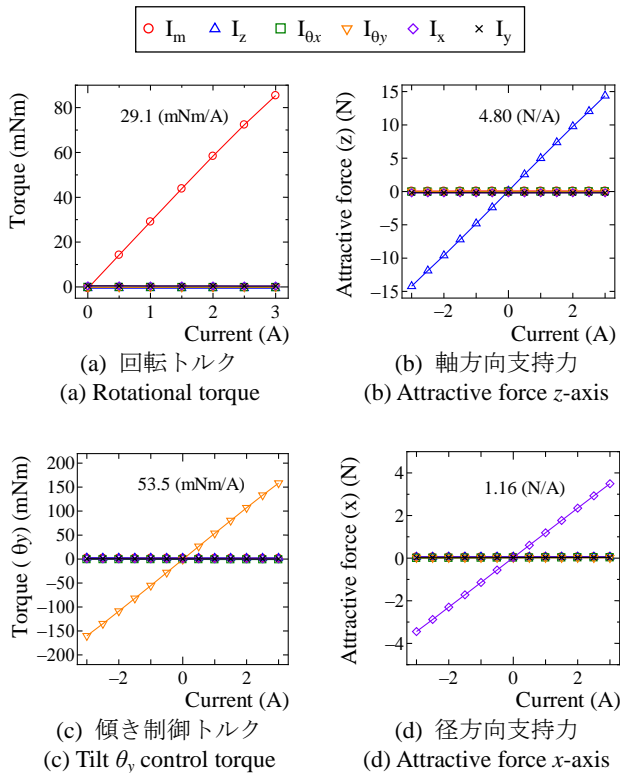 I_m I_z I_θx I_θy I_x I_y
Torque (mNm)
80
60
40
20
0
29.1 (mNm/A)
0 1 2 3
Current (A)
(a) 回転トルク
(a) Rotational torque
Attractive force (z) (N)
15
10
5
0
−5
−10
−15
4.80 (N/A)
−2 0 2
Current (A)
(b) 軸方向支持力
(b) Attractive force z-axis
Torque ( θy) (mNm)
200
150
100
50
0
−50
−100
−150
−200
53.5 (mNm/A)
−2 0 2
Current (A)
(c) 傾き制御トルク
(c) Tilt θy control torque
Attractive force (x) (N)
4
2
0
−2
−4
1.16 (N/A)
−2 0 2
Current (A)
(d) 径方向支持力
(d) Attractive force x-axis